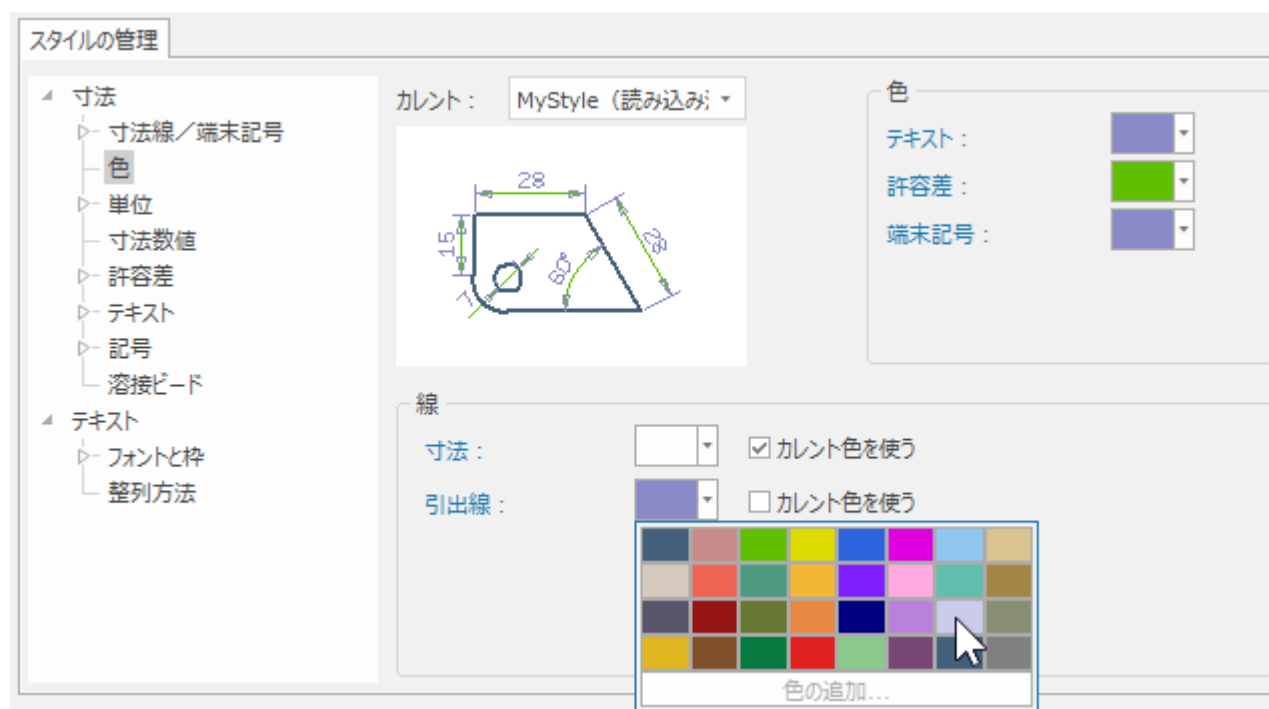 スタイルの管理
寸法
寸法線／端末記号
色
単位
寸法数値
許容差
テキスト
記号
溶接ビード
テキスト
フォントと枠
整列方法
カレント： MyStyle（読み込み
28
15
28
60°
7
色
テキスト：
許容差：
端末記号：
線
寸法： カレント色を使う
引出線： カレント色を使う
色の追加...